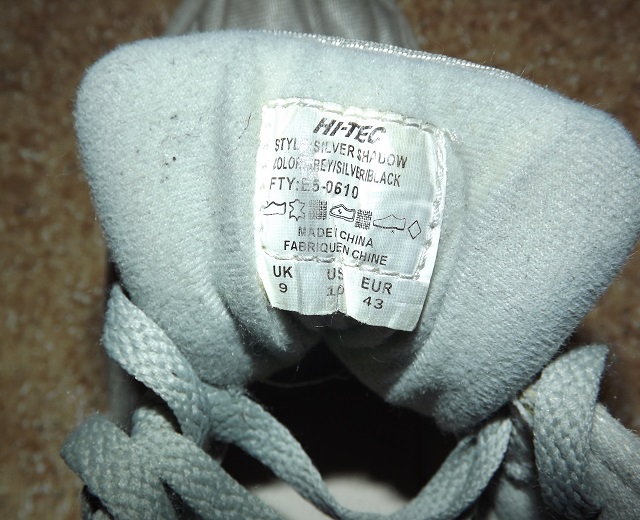 HI-TEC
STYLE/SILVER SHADOW
COLOR:GREY/SILVER/BLACK
FTY:E5-0610
MADE CHINA
FABRIQUE EN CHINE
UK US EUR
9 10 43